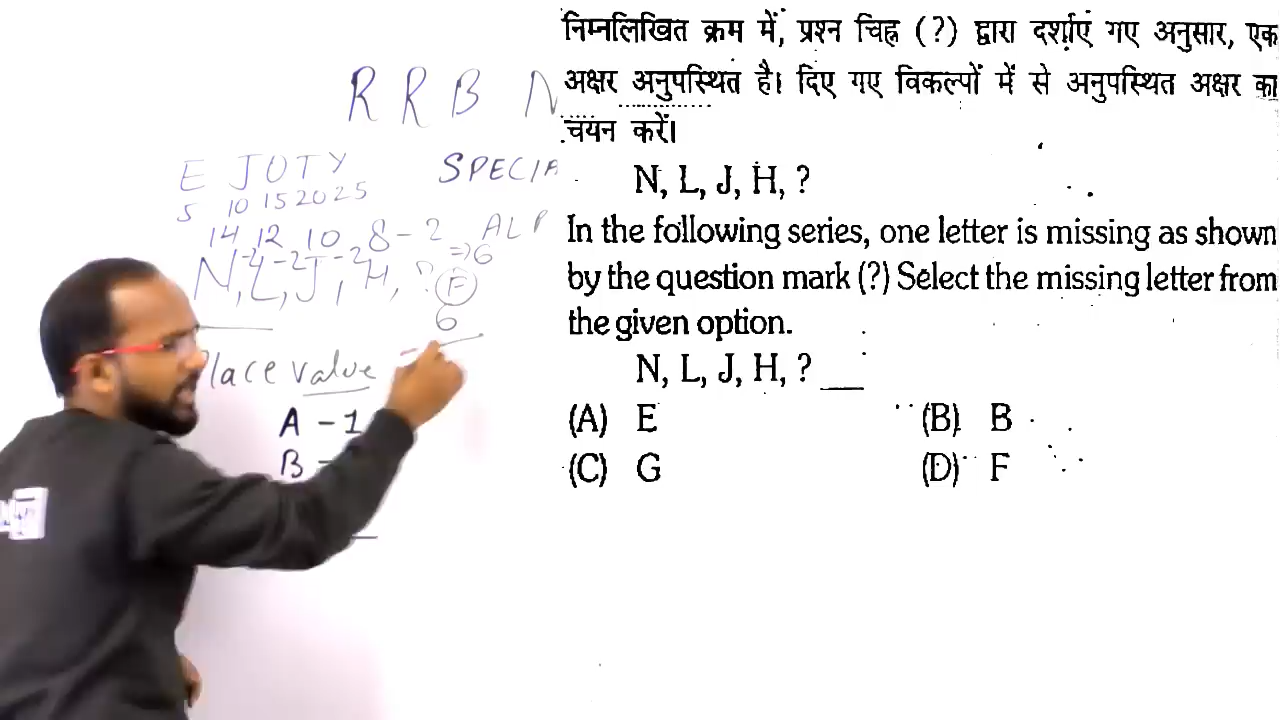 R R B N
E J O T Y SPECIA
5 10 15 20 25
14 12 10 8 - 2 ALP
-2 -2 -2 ⇒ 6
N, L, J, H, ? F
6
Place value
A - 1
B -
निम्नलिखित क्रम में, प्रश्न चिह्न (?) द्वारा दर्शाए गए अनुसार, एक
अक्षर अनुपस्थित है। दिए गए विकल्पों में से अनुपस्थित अक्षर का
चयन करें।
N, L, J, H, ?
In the following series, one letter is missing as shown
by the question mark (?) Select the missing letter from
the given option.
N, L, J, H, ? __
(A) E (B) B
(C) G (D) F